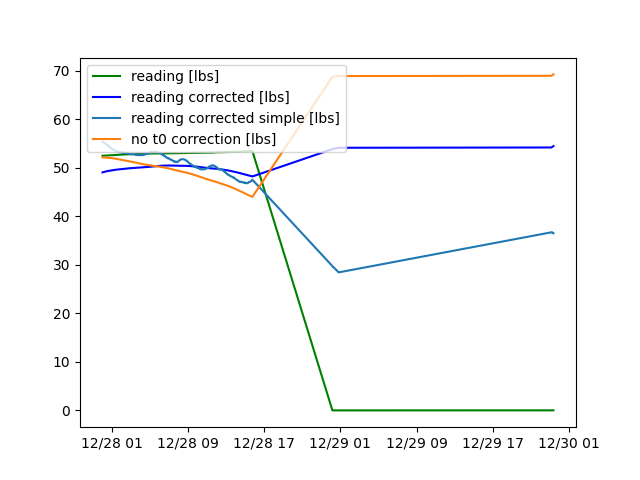 reading [lbs]
reading corrected [lbs]
reading corrected simple [lbs]
no t0 correction [lbs]
70
60
50
40
30
20
10
0
12/28 01 12/28 09 12/28 17 12/29 01 12/29 09 12/29 17 12/30 01